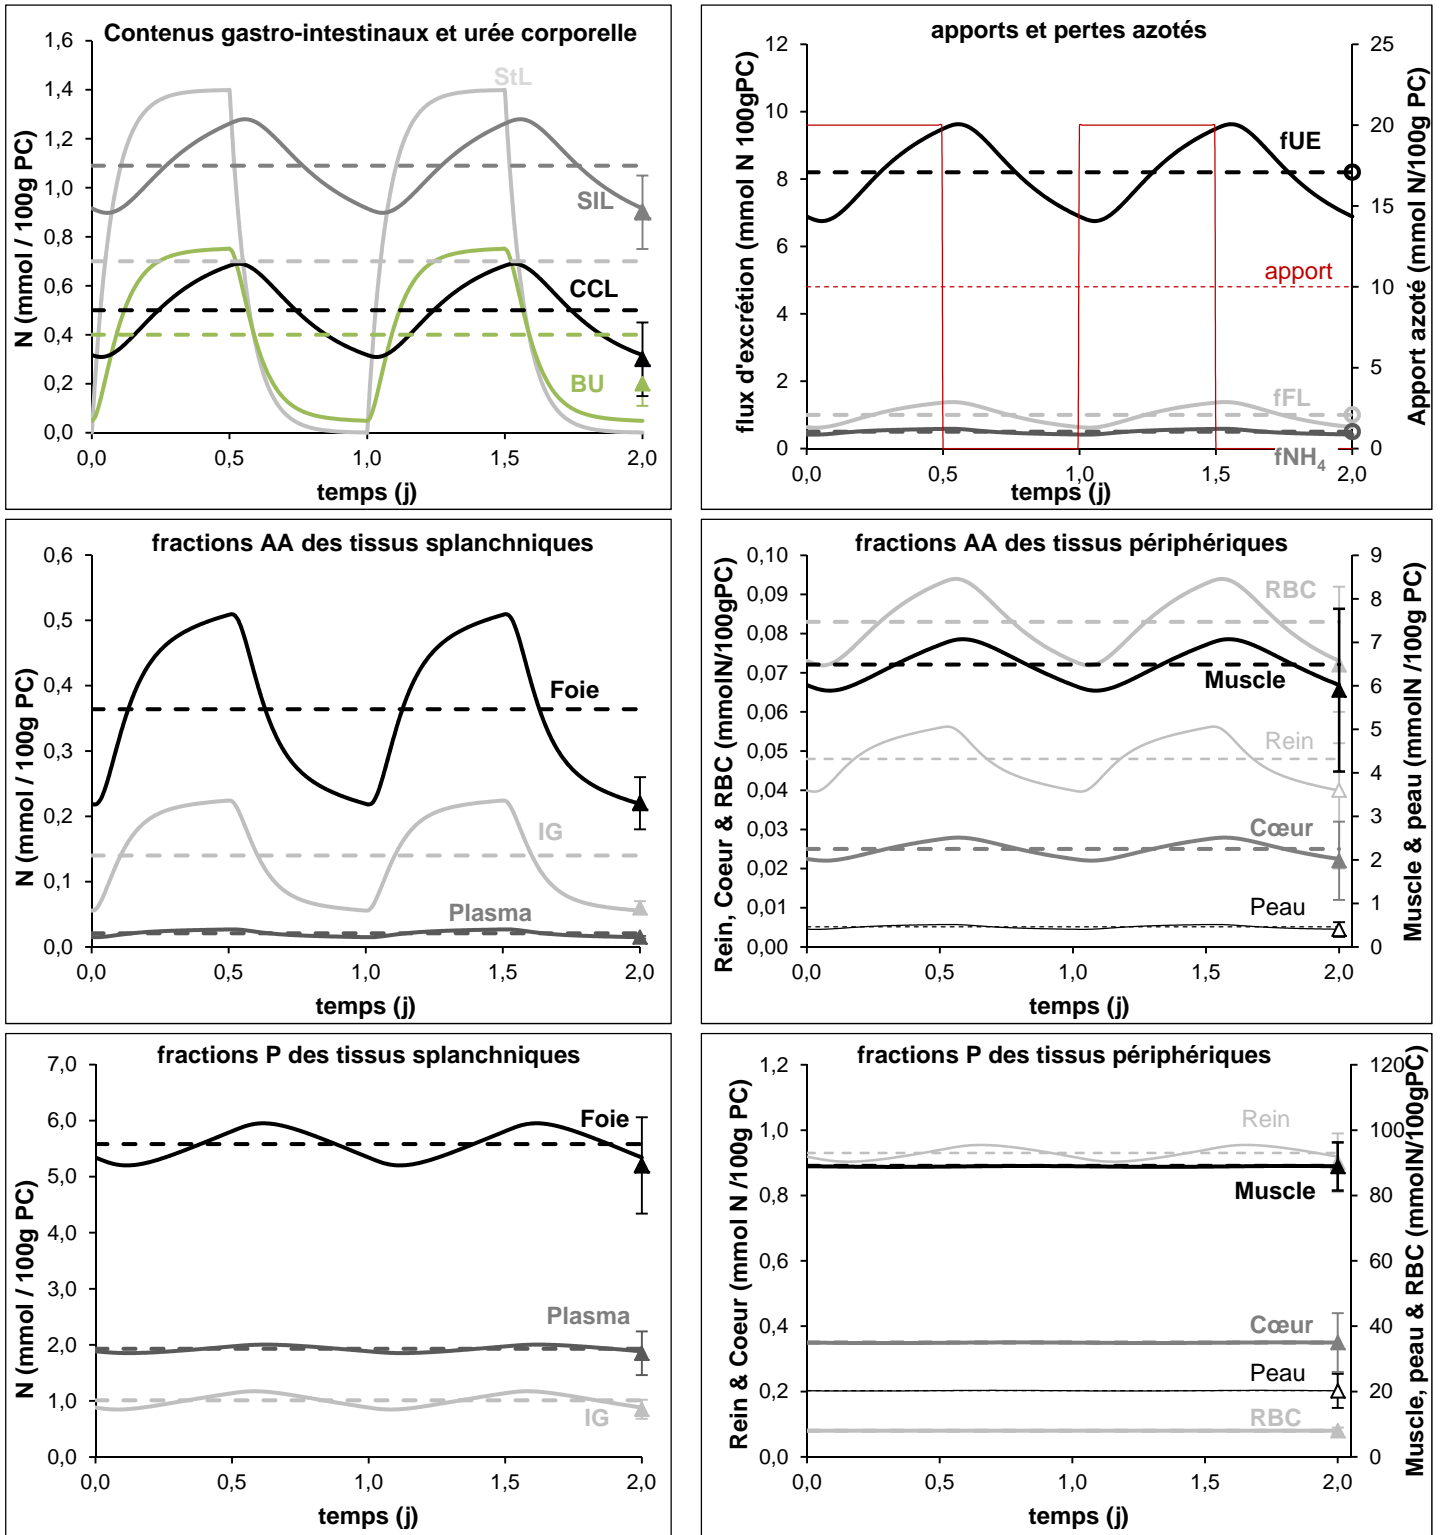 Contenus gastro-intestinaux et urée corporelle
N (mmol / 100g PC)
1,6
1,4
1,2
1,0
0,8
0,6
0,4
0,2
0,0
StL
SIL
CCL
BU
0,0 0,5 1,0 1,5 2,0
temps (j)
apports et pertes azotés
flux d'excrétion (mmol N 100gPC)
12
10
8
6
4
2
0
fUE
apport
fFL
fNH4
25
20
15
10
5
0
Apport azoté (mmol N/100g PC)
0,0 0,5 1,0 1,5 2,0
temps (j)
fractions AA des tissus splanchniques
N (mmol / 100g PC)
0,6
0,5
0,4
0,3
0,2
0,1
0,0
Foie
IG
Plasma
0,0 0,5 1,0 1,5 2,0
temps (j)
fractions AA des tissus périphériques
Rein, Coeur & RBC (mmolN/100gPC)
0,10
0,09
0,08
0,07
0,06
0,05
0,04
0,03
0,02
0,01
0,00
RBC
Muscle
Rein
Cœur
Peau
9
8
7
6
5
4
3
2
1
0
Muscle & peau (mmolN /100g PC)
0,0 0,5 1,0 1,5 2,0
temps (j)
fractions P des tissus splanchniques
N (mmol / 100g PC)
7,0
6,0
5,0
4,0
3,0
2,0
1,0
0,0
Foie
Plasma
IG
0,0 0,5 1,0 1,5 2,0
temps (j)
fractions P des tissus périphériques
Rein & Coeur (mmol N /100g PC)
1,2
1,0
0,8
0,6
0,4
0,2
0,0
Rein
Muscle
Cœur
Peau
RBC
120
100
80
60
40
20
0
Muscle, peau & RBC (mmolN/100gPC)
0,0 0,5 1,0 1,5 2,0
temps (j)